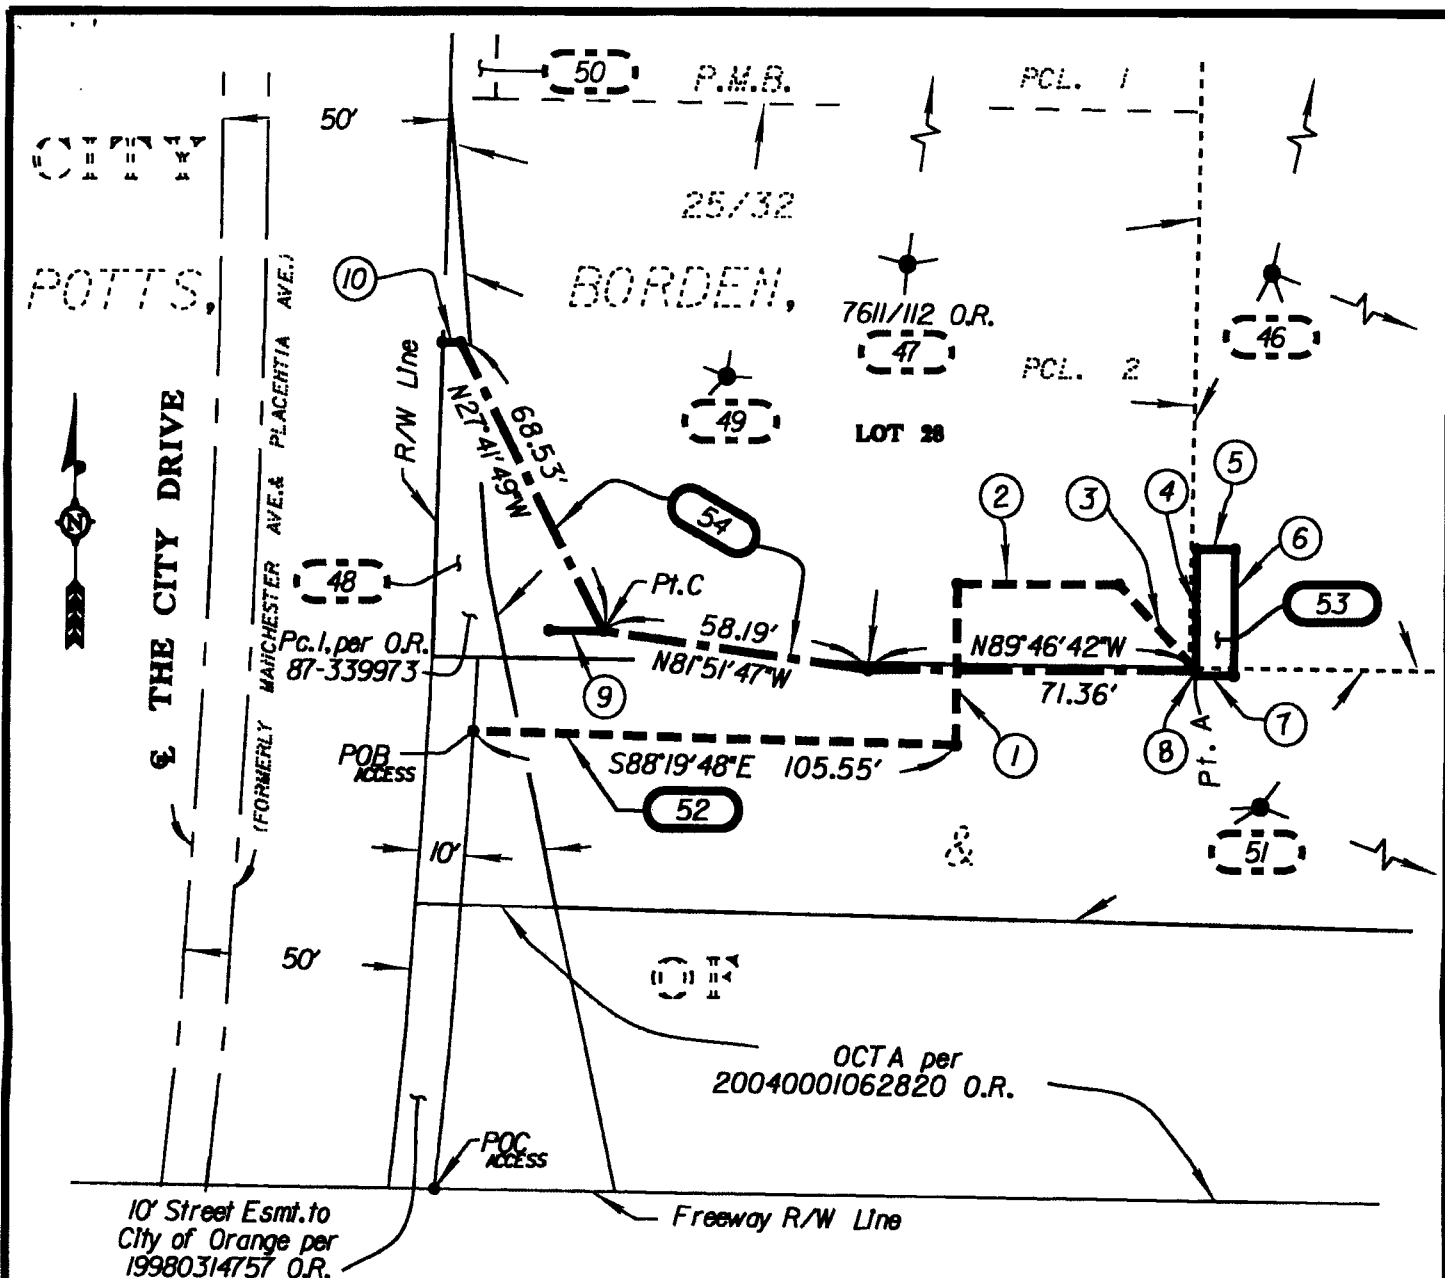 50
P.M.B.
PCL. 1
50'
CITY
25/32
POTTS,
BORDEN,
10
7611/112 O.R.
47
46
PCL. 2
R/W Line
49
LOT 28
THE CITY DRIVE
(FORMERLY MANCHESTER AVE.& PLACENTIA AVE.)
N27°41'49"W
68.53'
54
2
3
4
5
6
N
48
Pt.C
53
Pc.1,per O.R.
87-339973
58.19'
N81°51'47"W
N89°46'42"W
71.36'
9
1
8
Pt. A
7
POB
ACCESS
S88°19'48"E 105.55'
52
10'
&
51
50'
OF
OCTA per
20040001062820 O.R.
POC
ACCESS
10' Street Esmt.to
City of Orange per
19980314757 O.R.
Freeway R/W Line